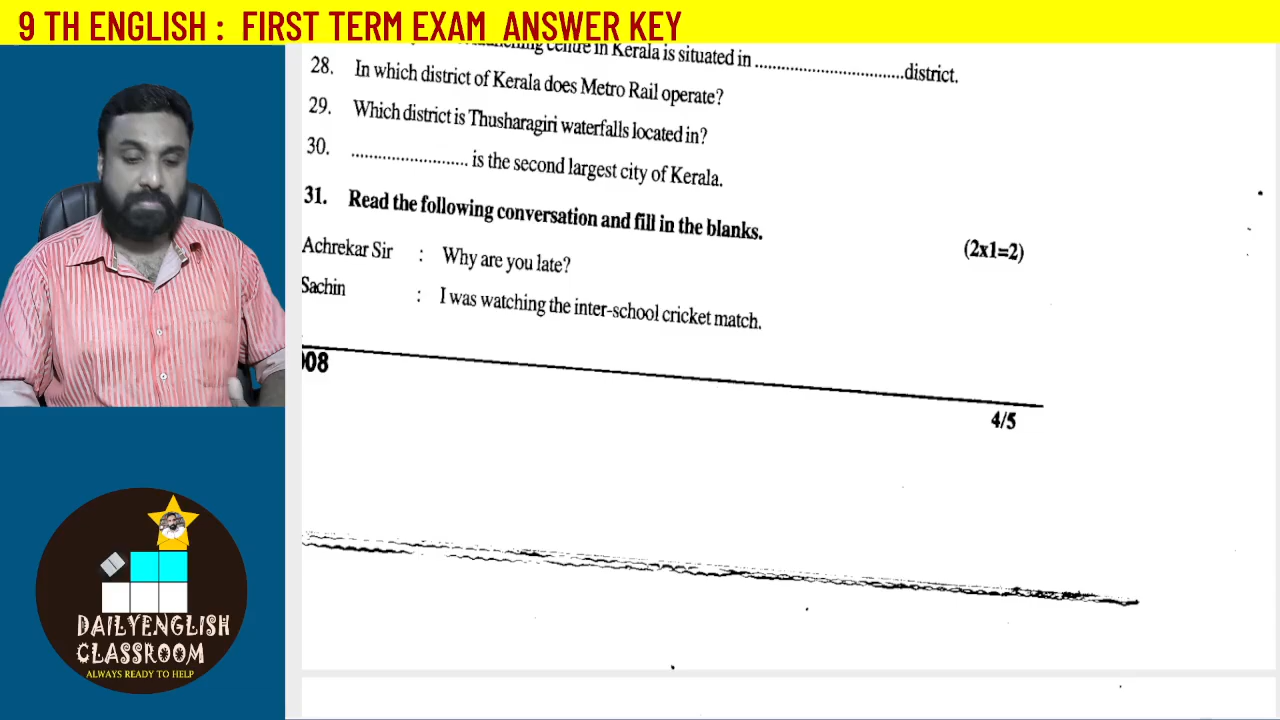 9 TH ENGLISH : FIRST TERM EXAM ANSWER KEY
centre in Kerala is situated in ..................................district.
28. In which district of Kerala does Metro Rail operate?
29. Which district is Thusharagiri waterfalls located in?
30. .......................... is the second largest city of Kerala.
31. Read the following conversation and fill in the blanks. (2x1=2)
Achrekar Sir : Why are you late?
Sachin : I was watching the inter-school cricket match.
08
4/5
DAILYENGLISH
CLASSROOM
ALWAYS READY TO HELP